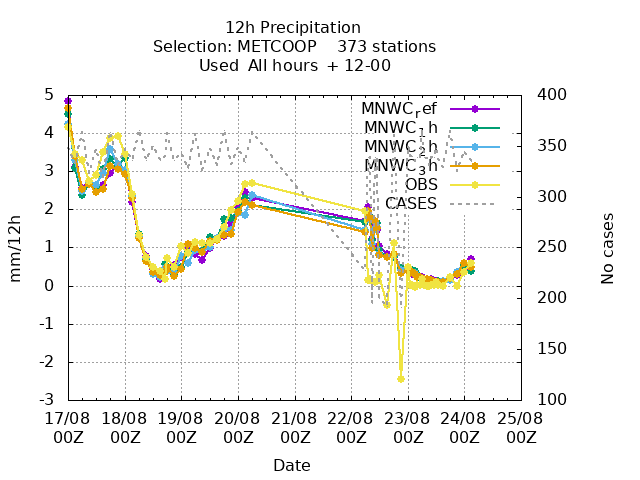 12h Precipitation
Selection: METCOOP    373 stations
Used  All hours  + 12-00
5
4
3
2
1
0
-1
-2
-3
mm/12h
400
350
300
250
200
150
100
No cases
MNWC_ref
MNWC_1h
MNWC_2h
MNWC_3h
OBS
CASES
17/08 18/08 19/08 20/08 21/08 22/08 23/08 24/08 25/08
00Z 00Z 00Z 00Z 00Z 00Z 00Z 00Z 00Z
Date